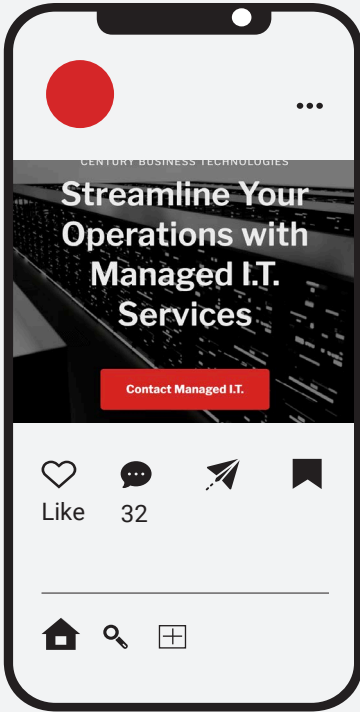 CENTURY BUSINESS TECHNOLOGIES
Streamline Your
Operations with
Managed I.T.
Services
Contact Managed I.T.
Like
32